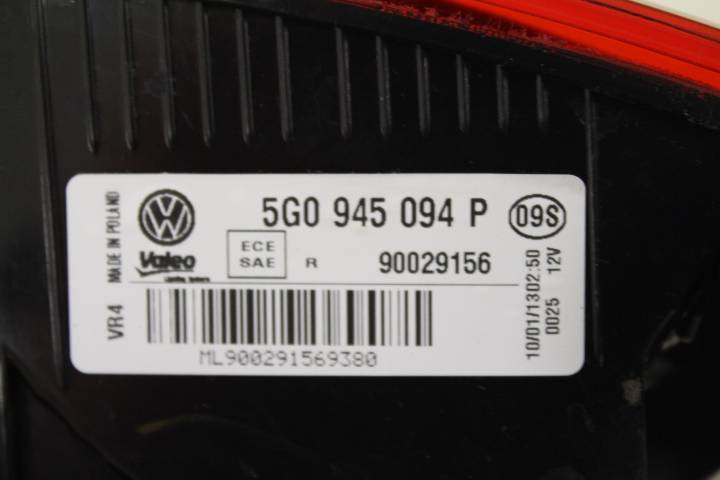 MADE IN POLAND
VR4
VW
5G0 945 094 P
09S
Valeo
ECE
SAE R 90029156
ML900291569380
10/01/1302:50
0025 12V